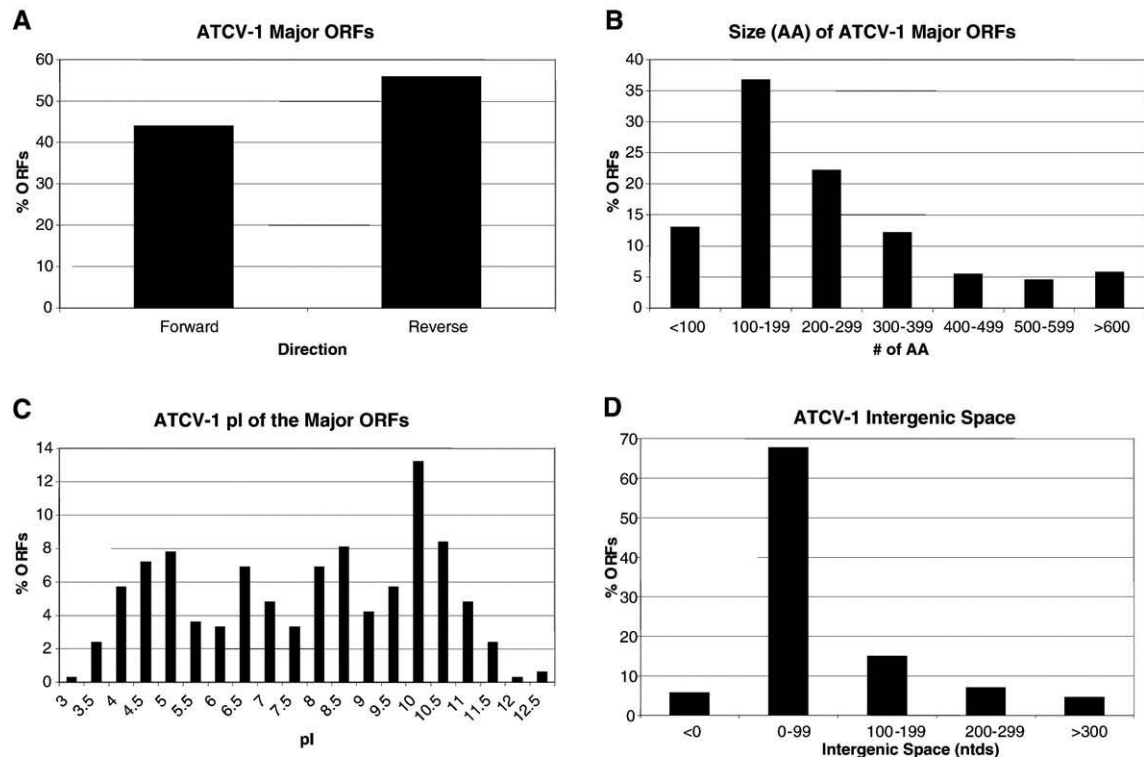 A
ATCV-1 Major ORFs
60
50
40
30
20
10
0
% ORFs
Forward Reverse
Direction
B
Size (AA) of ATCV-1 Major ORFs
40
35
30
25
20
15
10
5
0
% ORFs
<100 100-199 200-299 300-399 400-499 500-599 >600
# of AA
C
ATCV-1 pI of the Major ORFs
14
12
10
8
6
4
2
0
% ORFs
3 3.5 4 4.5 5 5.5 6 6.5 7 7.5 8 8.5 9 9.5 10 10.5 11 11.5 12 12.5
pI
D
ATCV-1 Intergenic Space
70
60
50
40
30
20
10
0
% ORFs
<0 0-99 100-199 200-299 >300
Intergenic Space (ntds)